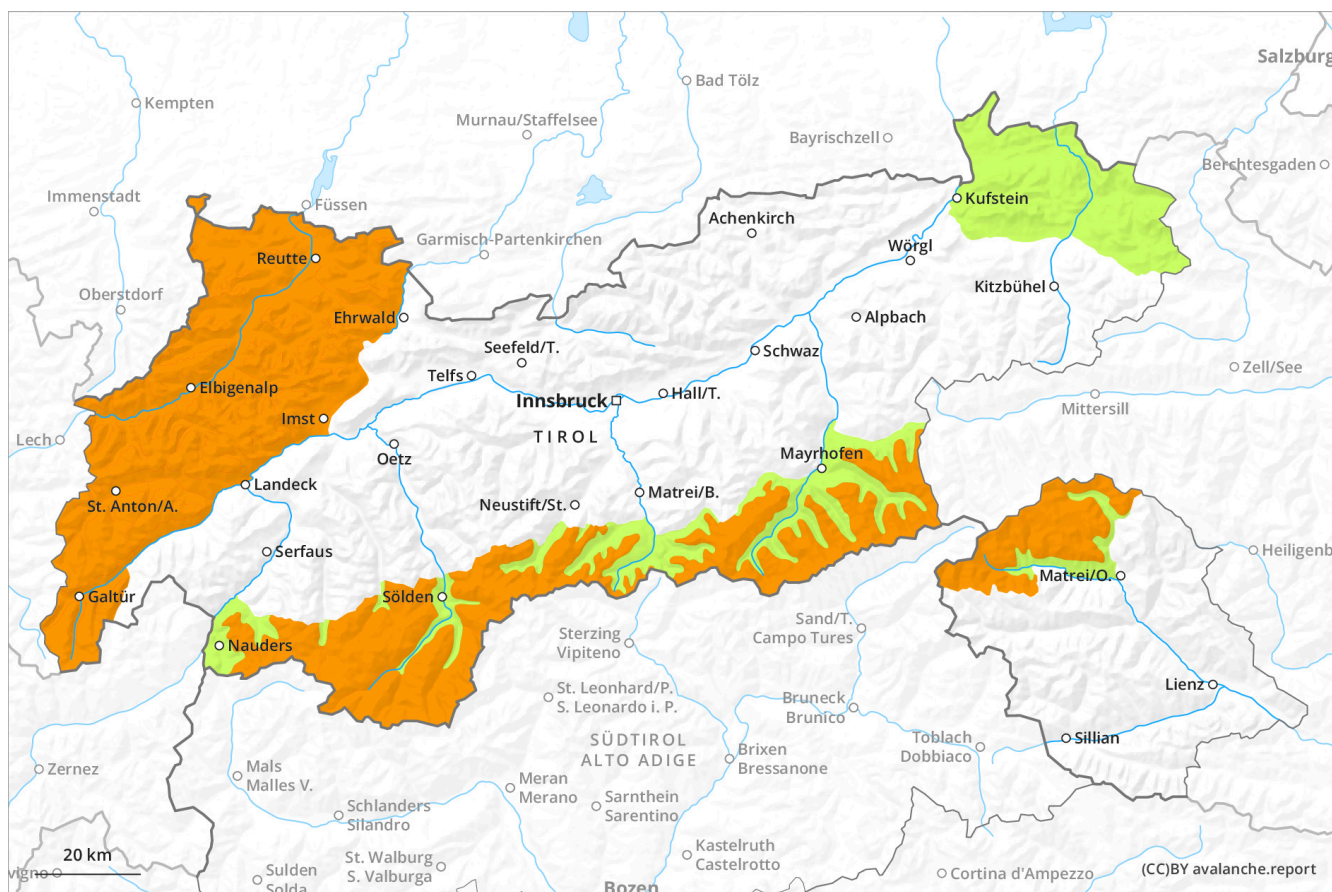 Salzburg
Bad Tölz
Kempten
Murnau/Staffelsee
Bayrischzell
Berchtesgaden
Immenstadt
Füssen
Kufstein
Achenkirch
Garmisch-Partenkirchen
Wörgl
Reutte
Kitzbühel
Oberstdorf
Ehrwald
Alpbach
Seefeld/T.
Schwaz
Zell/See
Telfs
Elbigenalp
Innsbruck
Hall/T.
Mittersill
Imst
TIROL
Lech
Oetz
Mayrhofen
Landeck
Matrei/B.
St. Anton/A.
Neustift/St.
Serfaus
Heiligenb
Matrei/O.
Galtür
Sölden
Sand/T.
Campo Tures
Sterzing
Vipiteno
Nauders
Lienz
St. Leonhard/P.
S. Leonardo i. P.
Bruneck
Brunico
SÜDTIROL
ALTO ADIGE
Toblach
Dobbiaco
Sillian
Brixen
Bressanone
Zernez
Mals
Malles V.
Meran
Merano
Schlanders
Silandro
Sarnthein
Sarentino
Kastelruth
Castelrotto
20 km
St. Walburg
S. Valburga
vigno
Sulden
Solda
Cortina d'Ampezzo
(CC)BY avalanche.report
Bozen